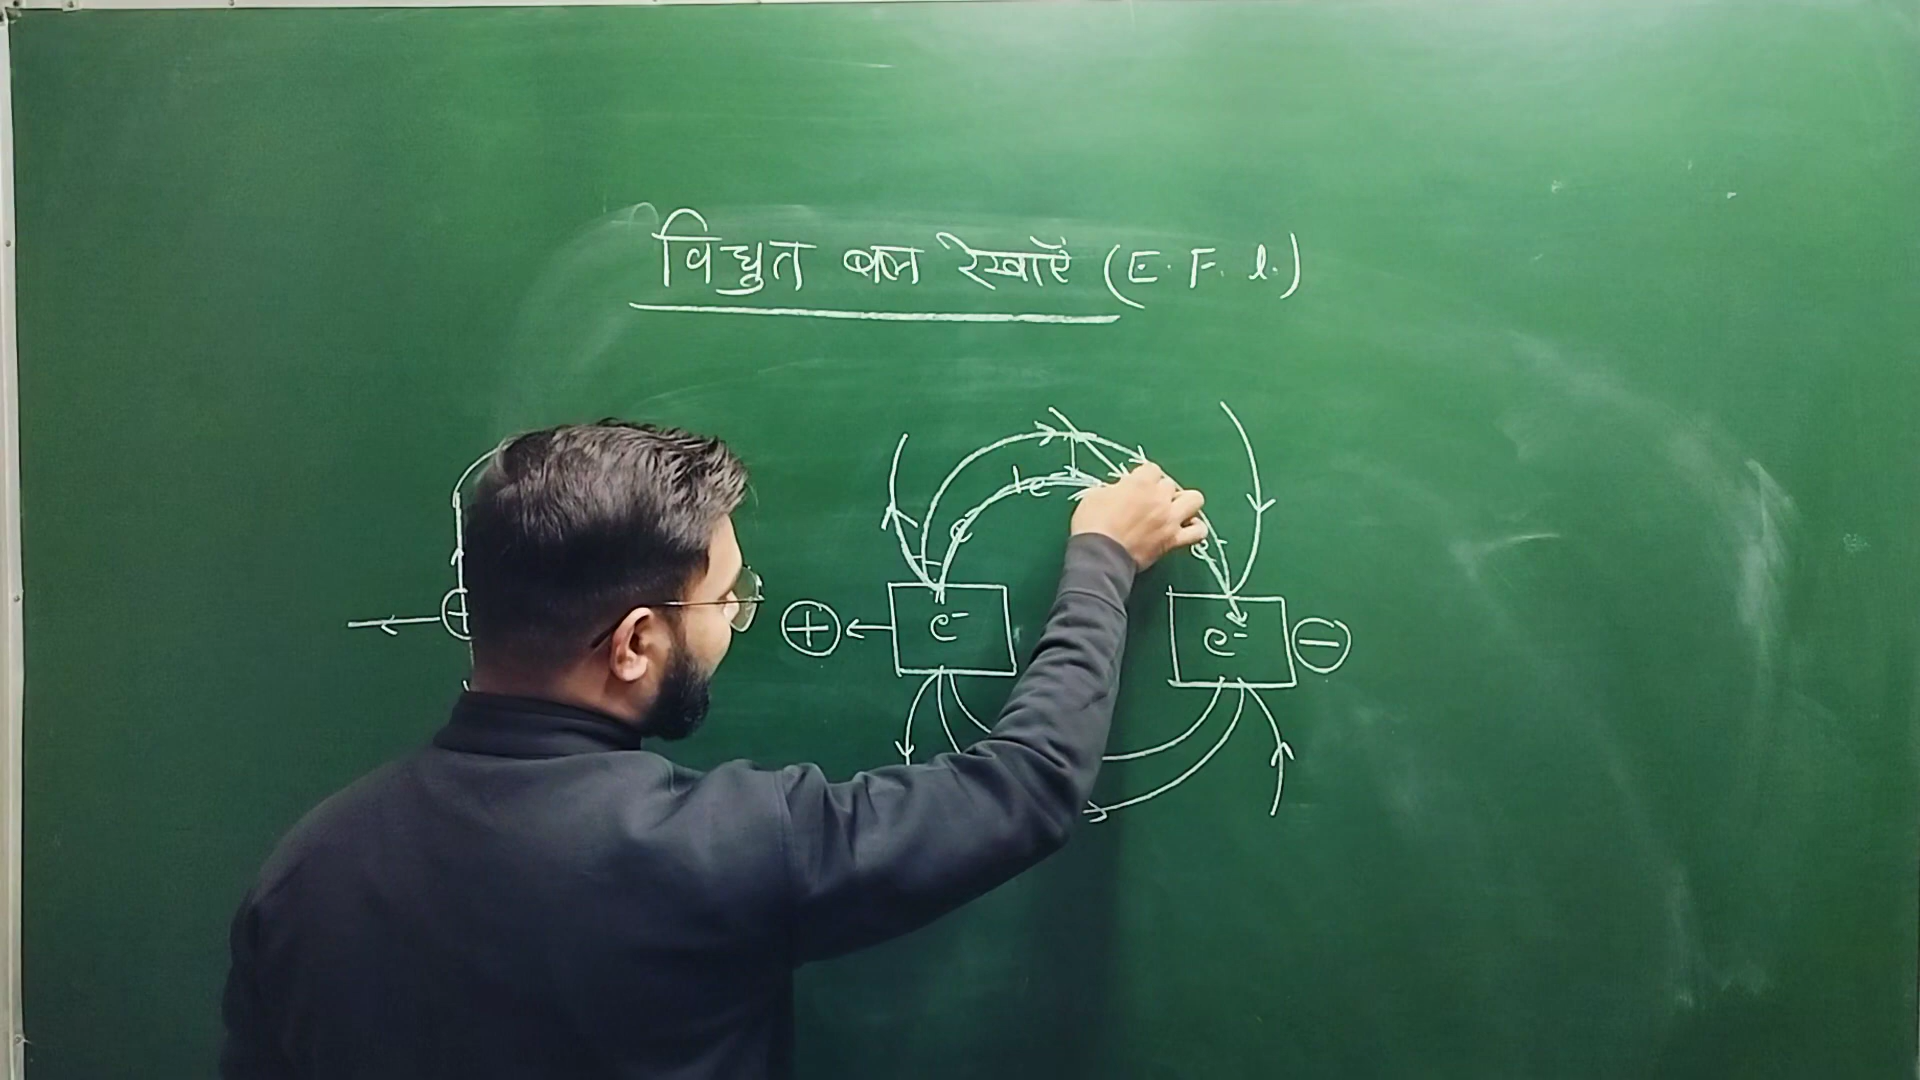 विद्युत बल रेखाएँ (E. F. l.)
e⁻
e
e
+
e⁻
e⁻
−